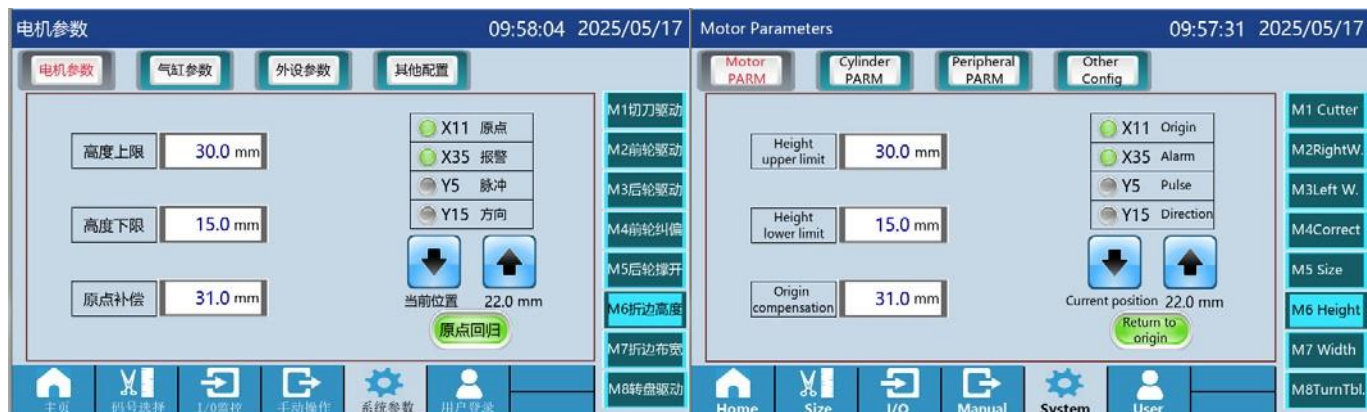 电机参数
09:58:04 2025/05/17
电机参数
气缸参数
外设参数
其他配置
高度上限
30.0 mm
高度下限
15.0 mm
原点补偿
31.0 mm
X11 原点
X35 报警
Y5 脉冲
Y15 方向
当前位置 22.0 mm
原点回归
M1切刀驱动
M2前轮驱动
M3后轮驱动
M4前轮纠偏
M5后轮撑开
M6折边高度
M7折边布宽
M8转盘驱动
主页
码号选择
I/O监控
手动操作
系统参数
用户登录
Motor Parameters
09:57:31 2025/05/17
Motor
PARM
Cylinder
PARM
Peripheral
PARM
Other
Config
Height
upper limit
30.0 mm
Height
lower limit
15.0 mm
Origin
compensation
31.0 mm
X11 Origin
X35 Alarm
Y5 Pulse
Y15 Direction
Current position 22.0 mm
Return to
origin
M1 Cutter
M2RightW.
M3Left W.
M4Correct
M5 Size
M6 Height
M7 Width
M8TurnTbl
Home
Size
I/O
Manual
System
User